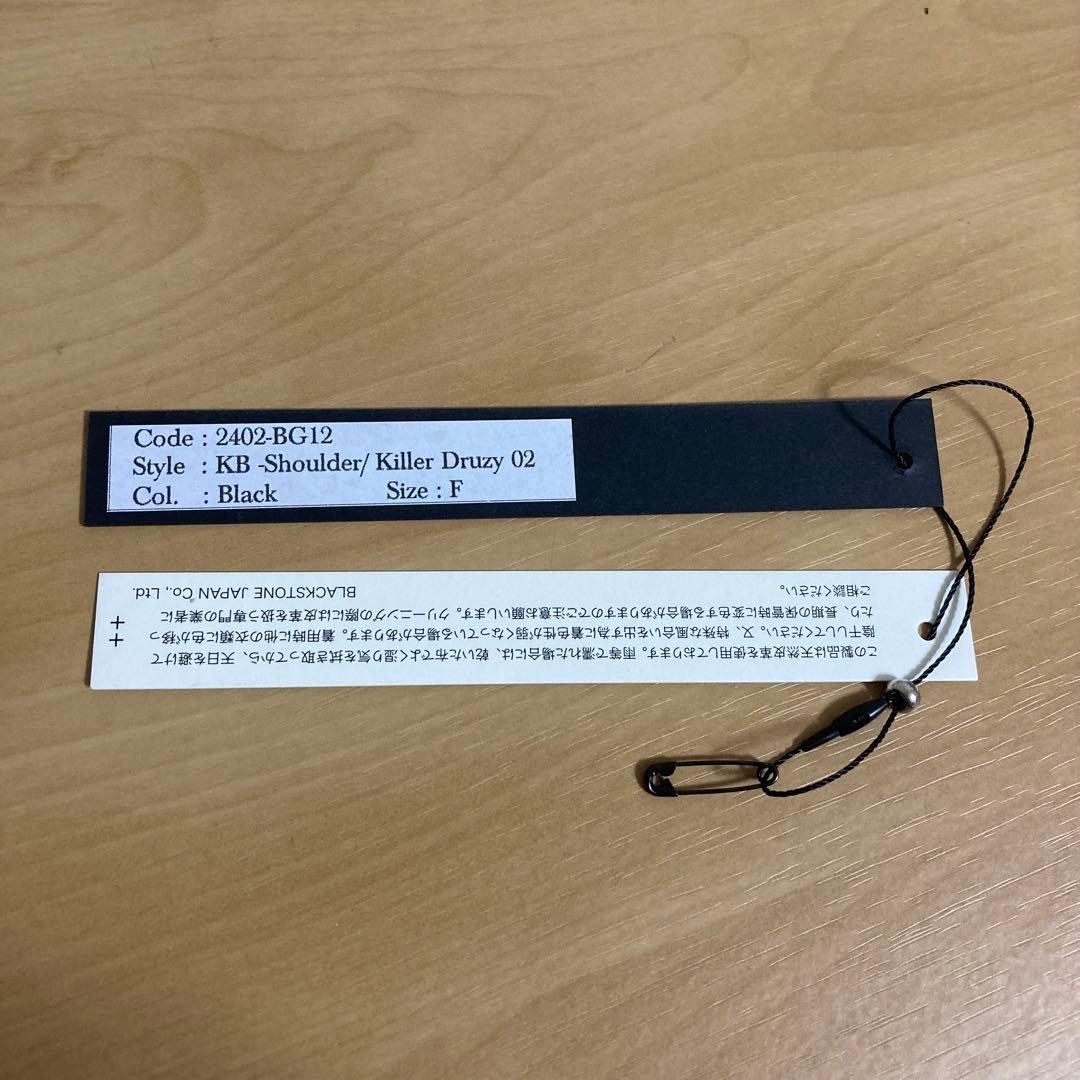 Code : 2402-BG12
Style : KB -Shoulder/ Killer Druzy 02
Col. : Black Size : F
この製品は天然皮革を使用しております。雨等で濡れた場合には、乾いた布でよく湿り気を拭き取ってから、天日を避けて
陰干ししてください。又、特殊な風合いを出す為に着色性が弱くなっている場合があります。着用時に他の衣類に色が移っ
たり、長期の保管時に変色する場合がありますのでご注意お願いします。クリーニングの際には皮革を扱う専門の業者に
ご相談ください。
BLACKSTONE JAPAN Co., Ltd.
++